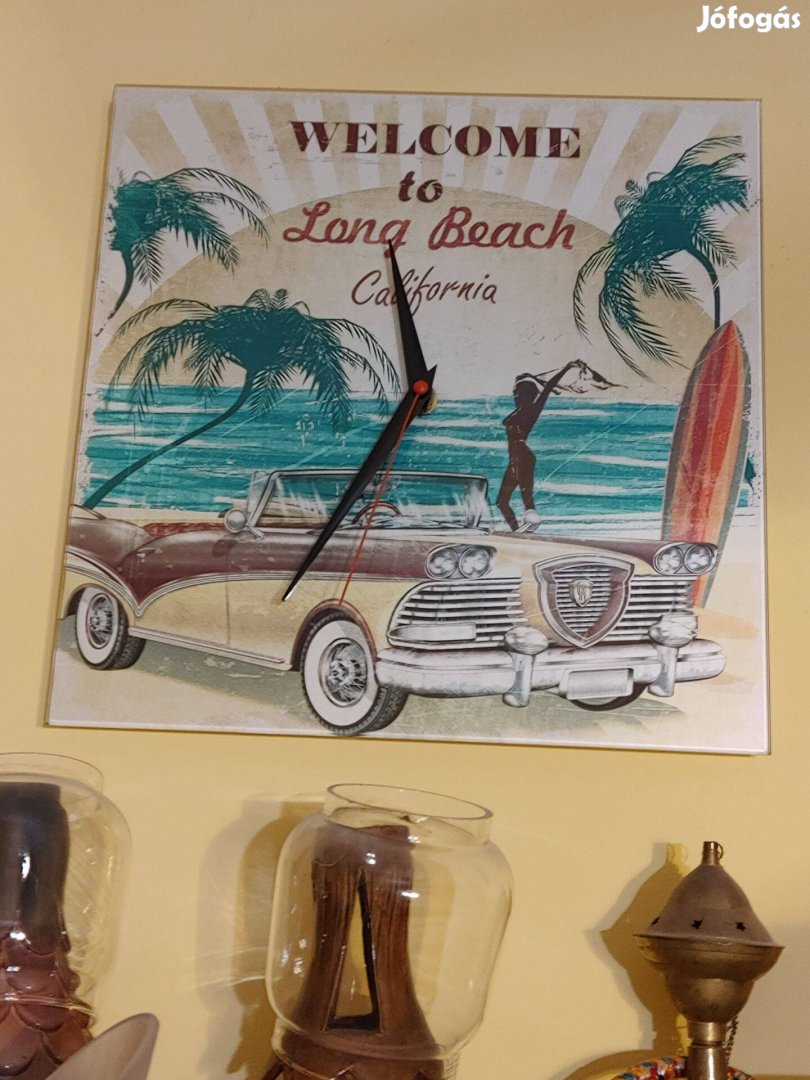 Jófogás
WELCOME
to
Long Beach
California